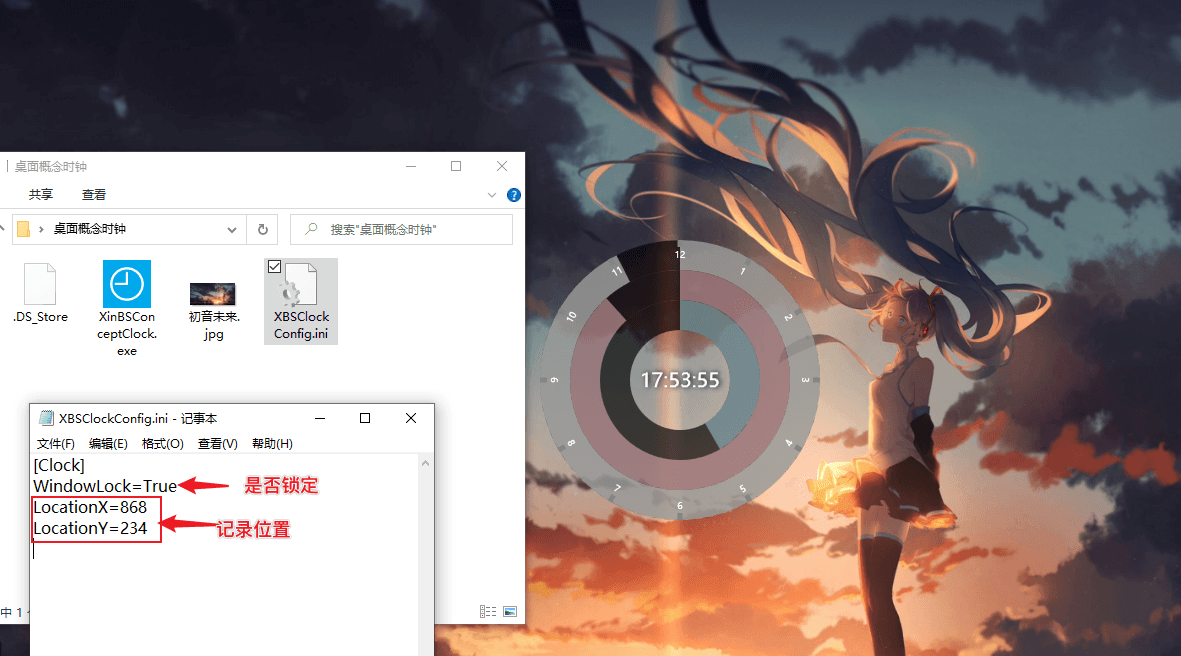 桌面概念时钟
共享 查看
桌面概念时钟
搜索"桌面概念时钟"
.DS_Store
XinBSCon
ceptClock.
exe
初音未来.
jpg
XBSClock
Config.ini
XBSClockConfig.ini - 记事本
文件(F) 编辑(E) 格式(O) 查看(V) 帮助(H)
[Clock]
WindowLock=True
是否锁定
LocationX=868
LocationY=234
记录位置
中 1
12
1
2
3
4
5
6
7
8
9
10
11
17:53:55